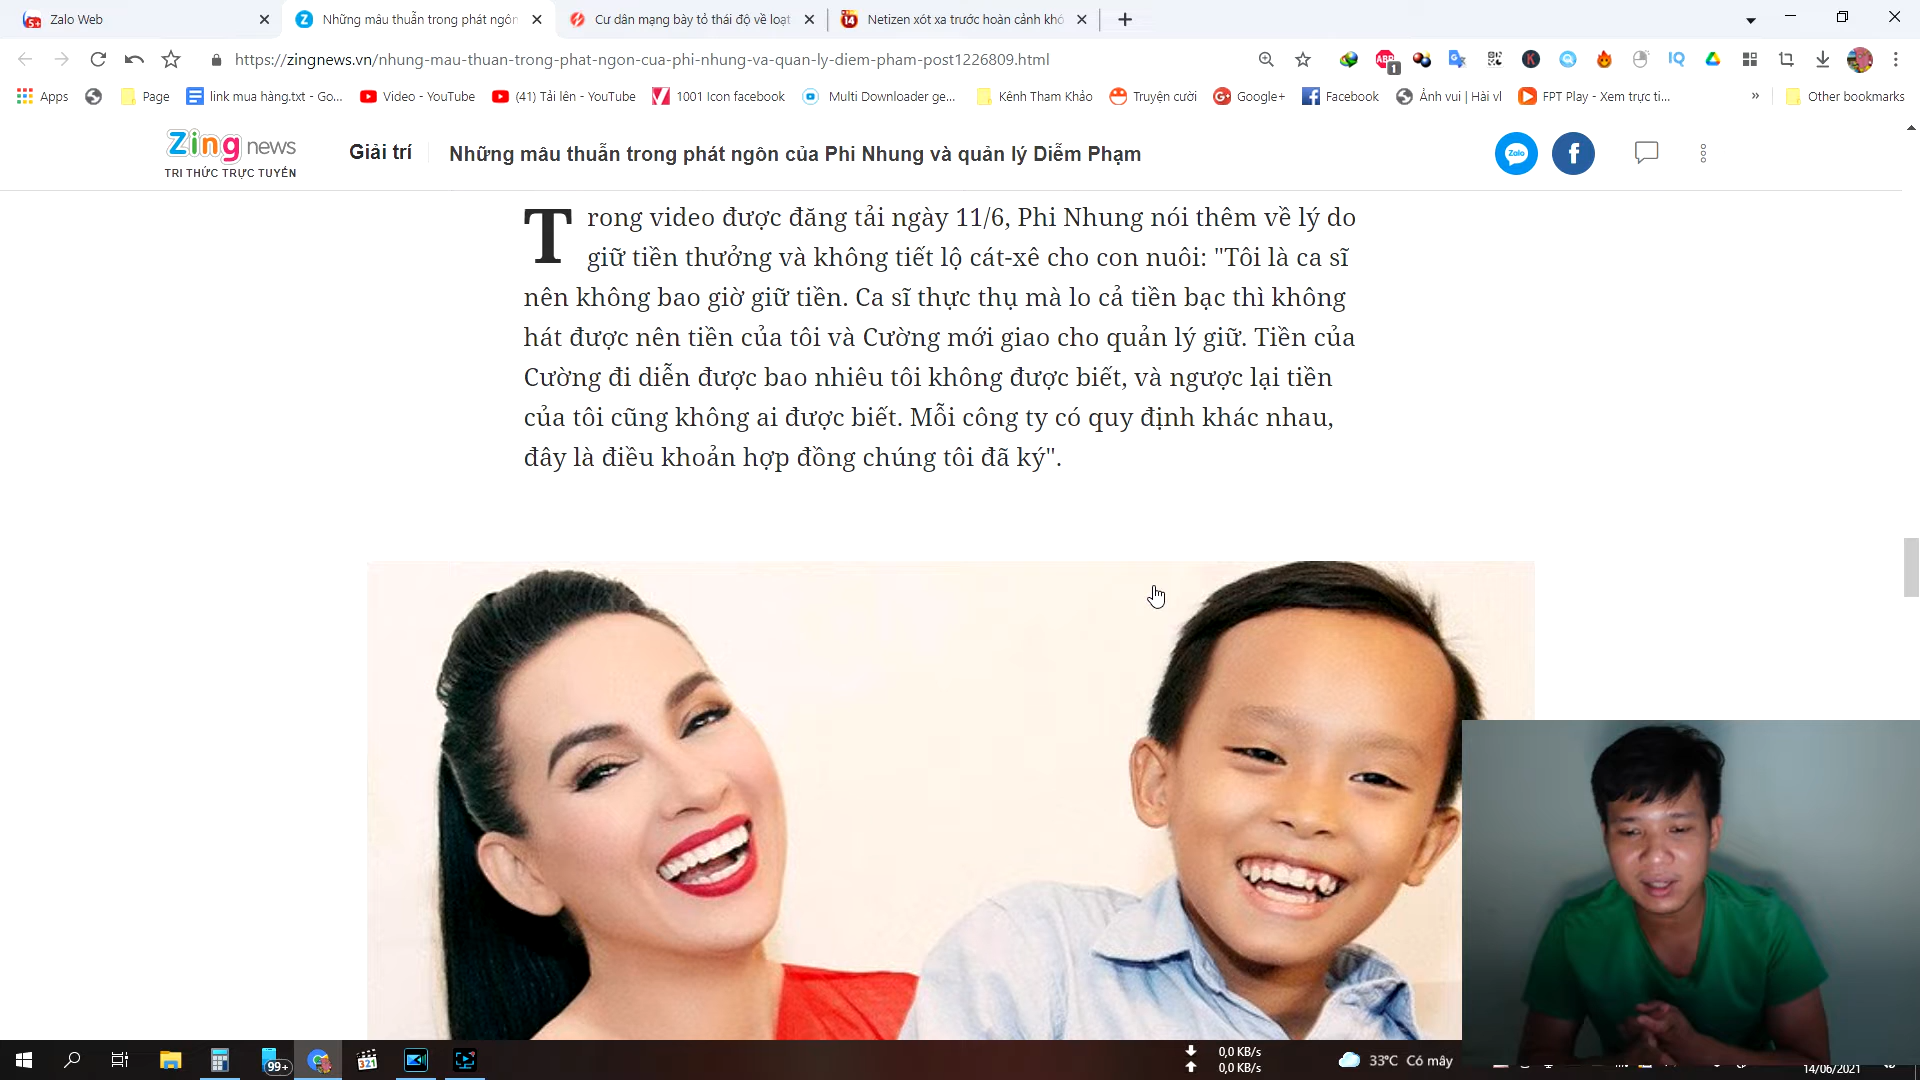 Zalo Web
Những mâu thuẫn trong phát ngôn
Cư dân mạng bày tỏ thái độ về loạt
Netizen xót xa trước hoàn cảnh khó
https://zingnews.vn/nhung-mau-thuan-trong-phat-ngon-cua-phi-nhung-va-quan-ly-diem-pham-post1226809.html
Apps
Page
link mua hàng.txt - Go...
Video - YouTube
(41) Tải lên - YouTube
1001 Icon facebook
Multi Downloader ge...
Kênh Tham Khảo
Truyện cười
Google+
Facebook
Ảnh vui | Hài vl
FPT Play - Xem trực ti...
»
Other bookmarks
Zing news
TRI THỨC TRỰC TUYẾN
Giải trí
Những mâu thuẫn trong phát ngôn của Phi Nhung và quản lý Diễm Phạm
Zalo
Trong video được đăng tải ngày 11/6, Phi Nhung nói thêm về lý do
giữ tiền thưởng và không tiết lộ cát-xê cho con nuôi: "Tôi là ca sĩ
nên không bao giờ giữ tiền. Ca sĩ thực thụ mà lo cả tiền bạc thì không
hát được nên tiền của tôi và Cường mới giao cho quản lý giữ. Tiền của
Cường đi diễn được bao nhiêu tôi không được biết, và ngược lại tiền
của tôi cũng không ai được biết. Mỗi công ty có quy định khác nhau,
đây là điều khoản hợp đồng chúng tôi đã ký".
99+
321
0,0 KB/s
0,0 KB/s
33°C Có mây
14/06/2021